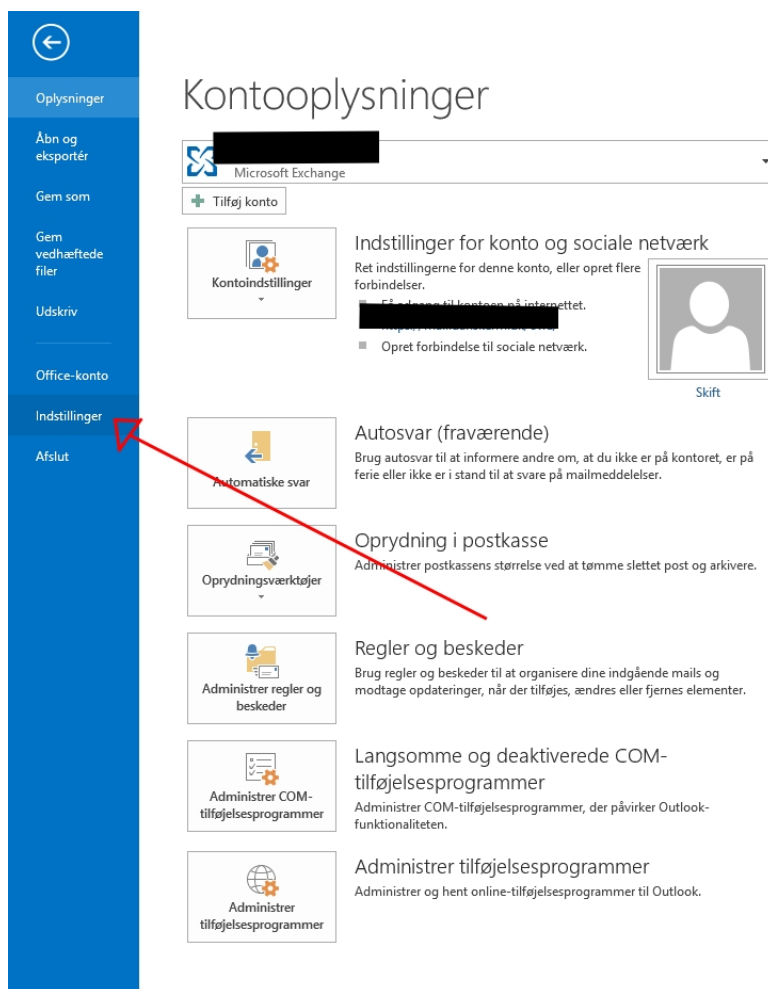 Oplysninger
Åbn og
eksportér
Gem som
Gem
vedhæftede
filer
Udskriv
Office-konto
Indstillinger
Afslut
Kontooplysninger
Microsoft Exchange
Tilføj konto
Kontoindstillinger
Indstillinger for konto og sociale netværk
Ret indstillingerne for denne konto, eller opret flere
forbindelser.
Få adgang til kontoen på internettet.
Opret forbindelse til sociale netværk.
Skift
Automatiske svar
Autosvar (fraværende)
Brug autosvar til at informere andre om, at du ikke er på kontoret, er på
ferie eller ikke er i stand til at svare på mailmeddelelser.
Oprydningsværktøjer
Oprydning i postkasse
Administrer postkassens størrelse ved at tømme slettet post og arkivere.
Administrer regler og
beskeder
Regler og beskeder
Brug regler og beskeder til at organisere dine indgående mails og
modtage opdateringer, når der tilføjes, ændres eller fjernes elementer.
Administrer COM-
tilføjelsesprogrammer
Langsomme og deaktiverede COM-
tilføjelsesprogrammer
Administrer COM-tilføjelsesprogrammer, der påvirker Outlook-
funktionaliteten.
Administrer
tilføjelsesprogrammer
Administrer tilføjelsesprogrammer
Administrer og hent online-tilføjelsesprogrammer til Outlook.